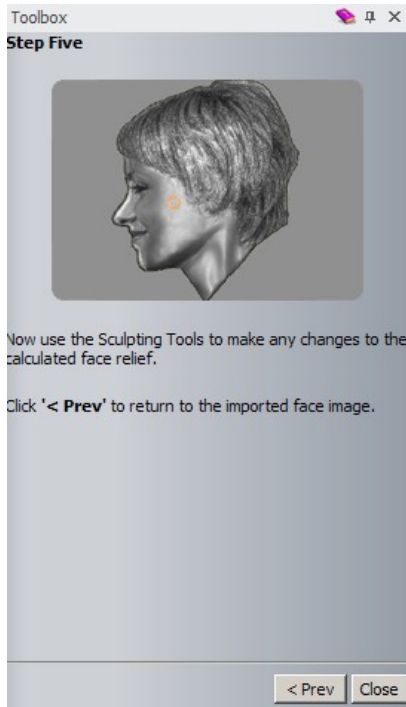 Toolbox
Step Five
Now use the Sculpting Tools to make any changes to the
calculated face relief.
Click '< Prev' to return to the imported face image.
< Prev
Close